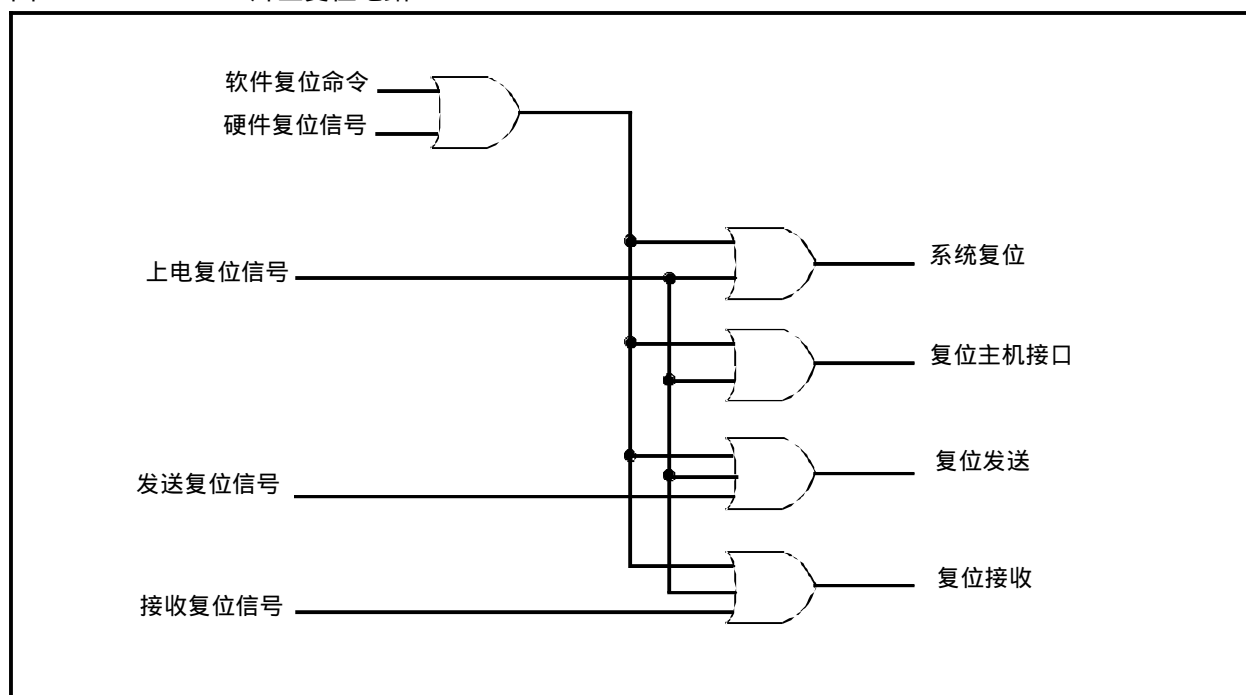 软件复位命令
硬件复位信号
上电复位信号
系统复位
复位主机接口
发送复位信号
复位发送
接收复位信号
复位接收